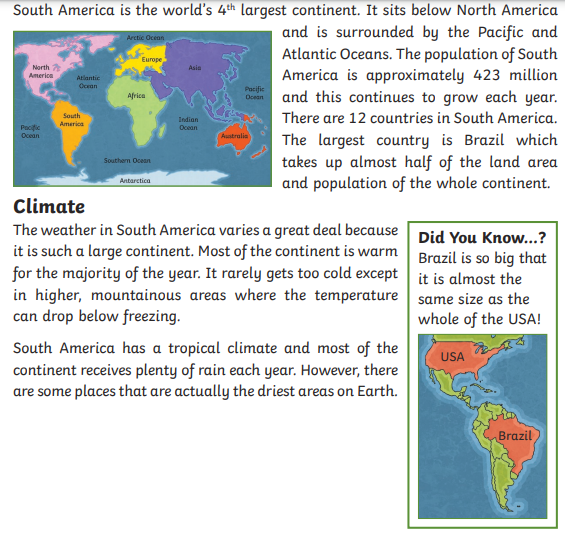 South America is the world's 4th largest continent. It sits below North America
and is surrounded by the Pacific and
Atlantic Oceans. The population of South
America is approximately 423 million
and this continues to grow each year.
There are 12 countries in South America.
The largest country is Brazil which
takes up almost half of the land area
and population of the whole continent.
Arctic Ocean
North
America
Atlantic
Ocean
Europe
Asia
Africa
Pacific
Ocean
South
America
Indian
Ocean
Pacific
Ocean
Australia
Southern Ocean
Antarctica
Climate
The weather in South America varies a great deal because
it is such a large continent. Most of the continent is warm
for the majority of the year. It rarely gets too cold except
in higher, mountainous areas where the temperature
can drop below freezing.
South America has a tropical climate and most of the
continent receives plenty of rain each year. However, there
are some places that are actually the driest areas on Earth.
Did You Know...?
Brazil is so big that
it is almost the
same size as the
whole of the USA!
USA
Brazil